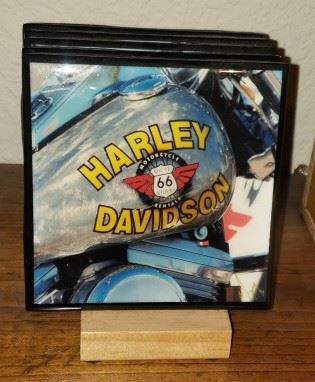 HARLEY
MOTORCYCLE
66
RENTALS
DAVIDSON